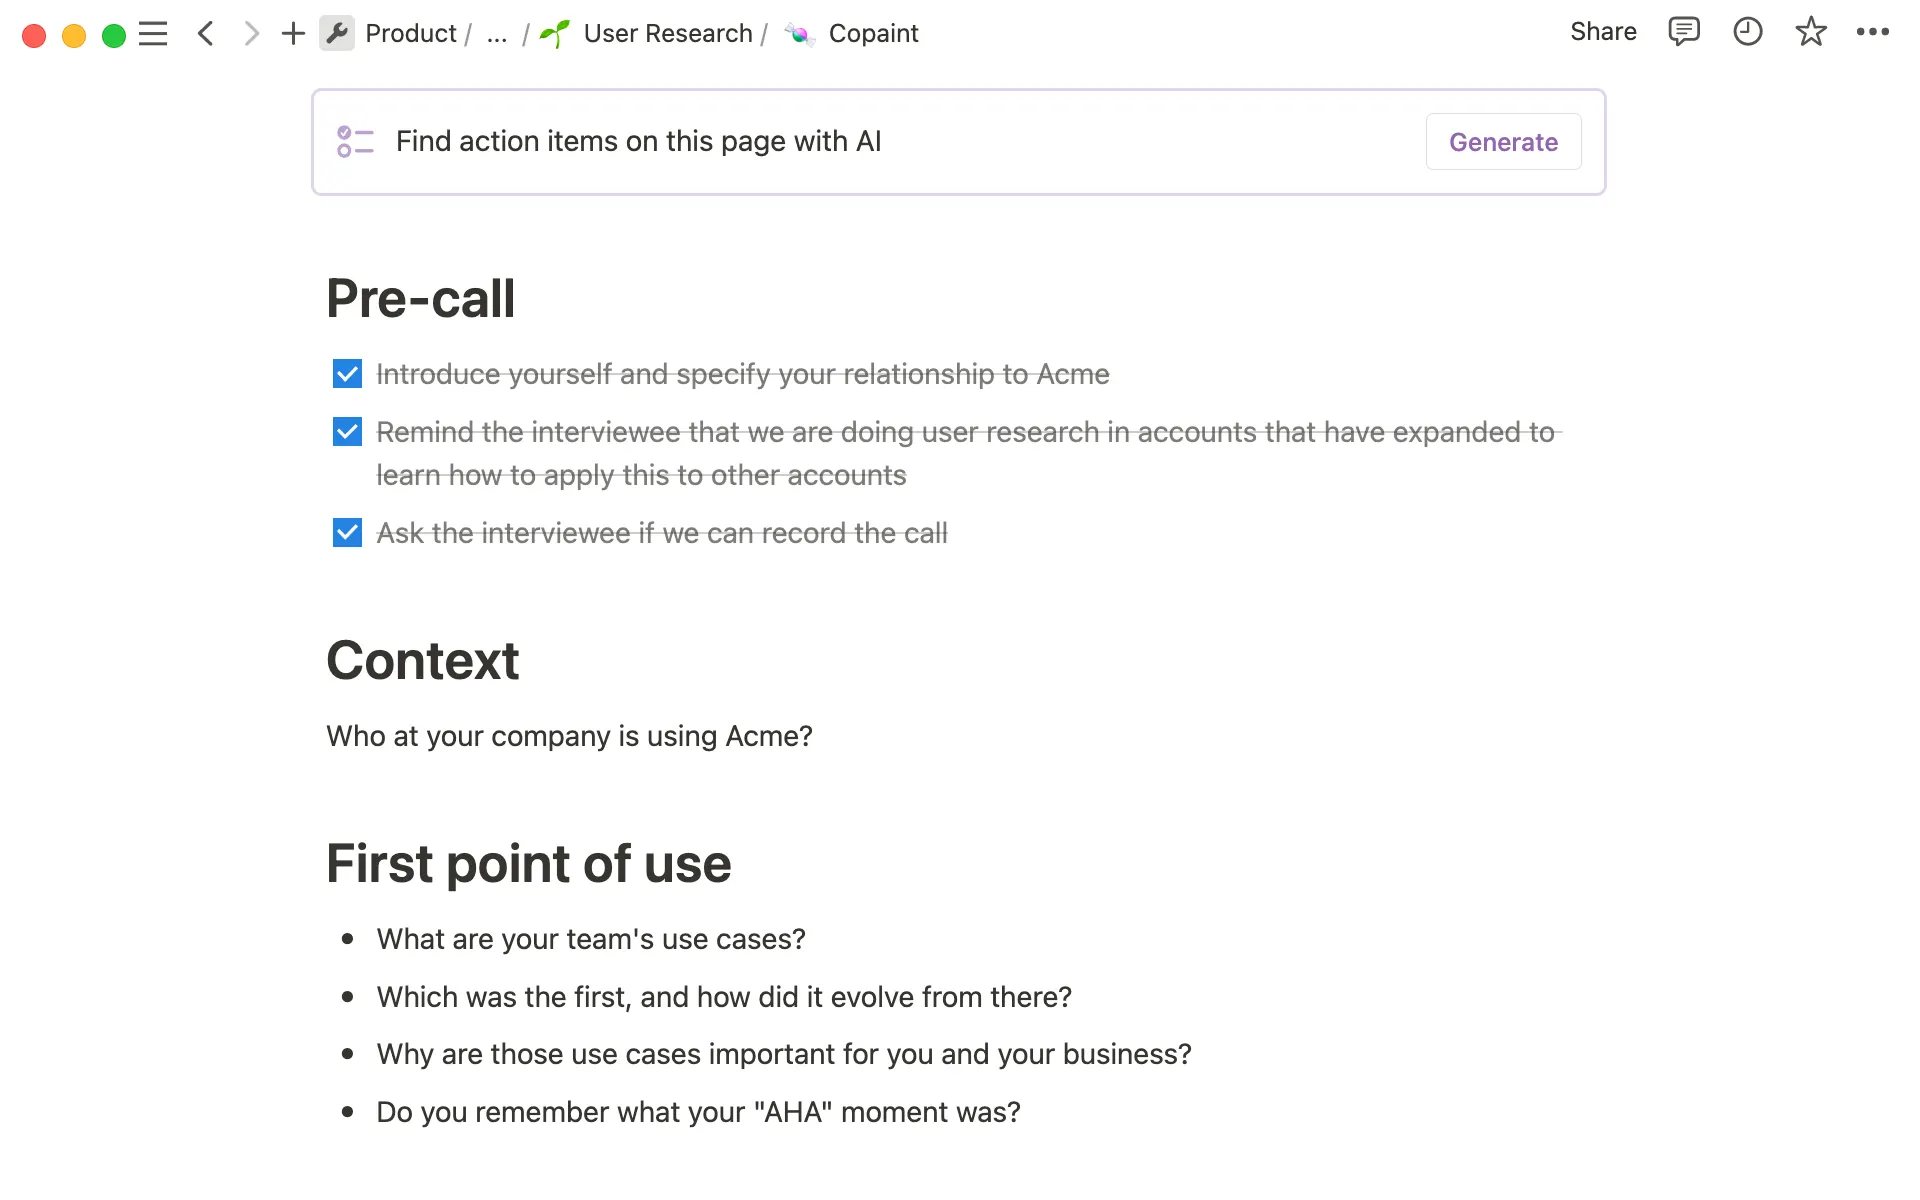 Product / ... / User Research / Copaint
Share
Find action items on this page with AI
Generate
Pre-call
Introduce yourself and specify your relationship to Acme
Remind the interviewee that we are doing user research in accounts that have expanded to
learn how to apply this to other accounts
Ask the interviewee if we can record the call
Context
Who at your company is using Acme?
First point of use
• What are your team's use cases?
• Which was the first, and how did it evolve from there?
• Why are those use cases important for you and your business?
• Do you remember what your "AHA" moment was?